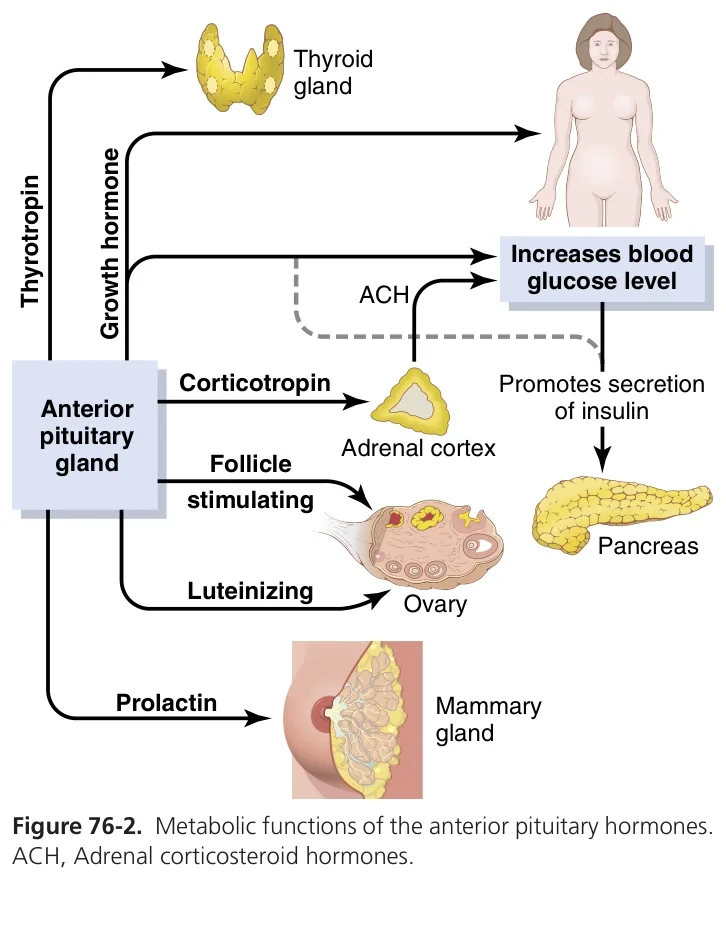 Thyroid
gland
Thyrotropin
Growth hormone
Increases blood
glucose level
ACH
Corticotropin
Promotes secretion
of insulin
Anterior
pituitary
gland
Adrenal cortex
Follicle
stimulating
Pancreas
Luteinizing
Ovary
Prolactin
Mammary
gland
Figure 76-2. Metabolic functions of the anterior pituitary hormones.
ACH, Adrenal corticosteroid hormones.